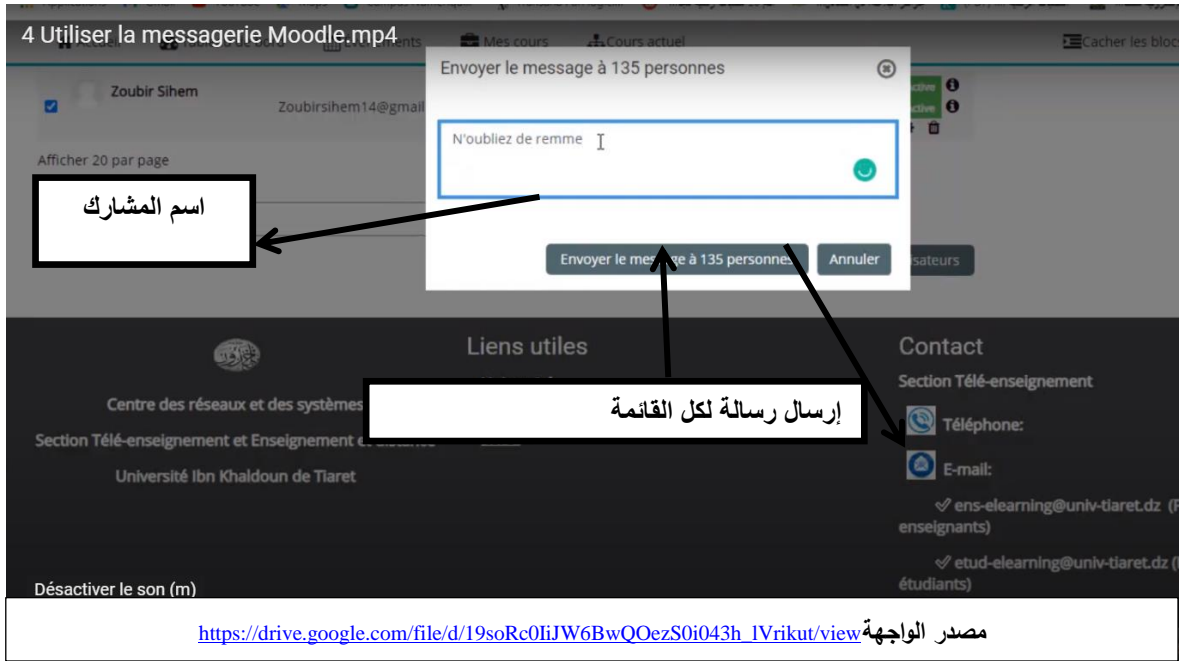 4 Utiliser la messagerie Moodle.mp4
Mes cours
Cours actuel
Cacher les blocs
Envoyer le message à 135 personnes
Zoubir Sihem
Zoubirsihem14@gmail
N'oubliez de remme
Afficher 20 par page
اسم المشارك
Envoyer le message à 135 personnes
Annuler
Liens utiles
Contact
Section Télé-enseignement
Centre des réseaux et des systèmes
إرسال رسالة لكل القائمة
Téléphone:
Section Télé-enseignement et Enseignement
E-mail:
Université Ibn Khaldoun de Tiaret
ens-elearning@univ-tiaret.dz
enseignants)
etud-elearning@univ-tiaret.dz
étudiants)
Désactiver le son (m)
مصدر الواجهة https://drive.google.com/file/d/19soRc0IiJW6BwQOezS0i043h_lVrikut/view